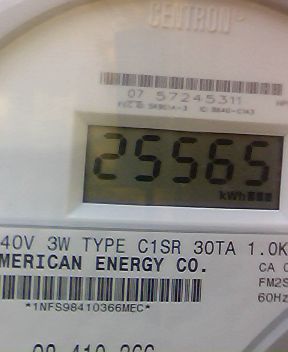 CENTRON
07 57245311
25565
kWh
40V 3W TYPE C1SR 30TA 1.0K
MERICAN ENERGY CO.
CA 0
FM2S
60Hz
*1NFS98410366MEC*